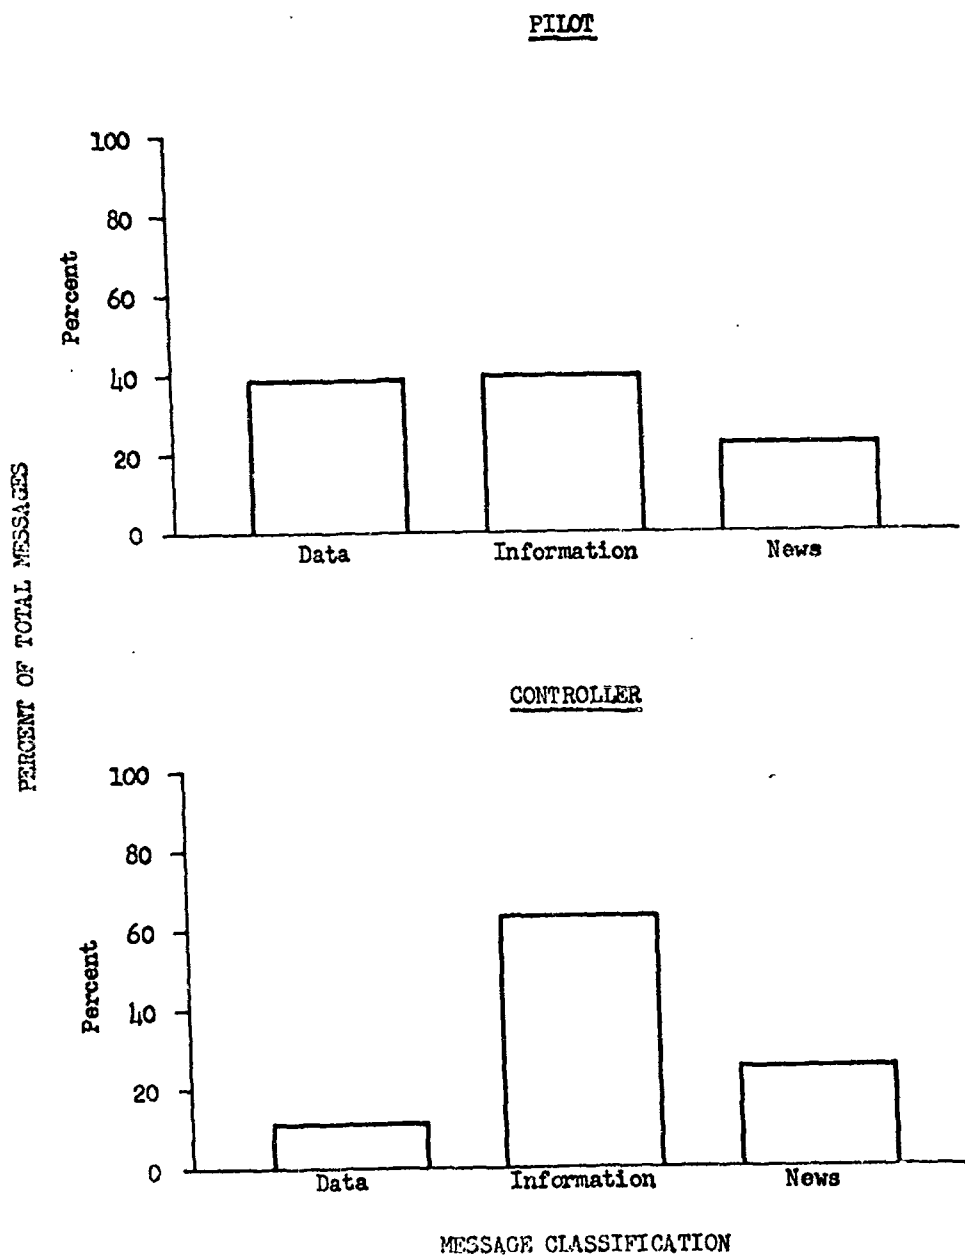 PILOT
PERCENT OF TOTAL MESSAGES
Percent
100
80
60
40
20
0
Data Information News
CONTROLLER
Percent
100
80
60
40
20
0
Data Information News
MESSAGE CLASSIFICATION